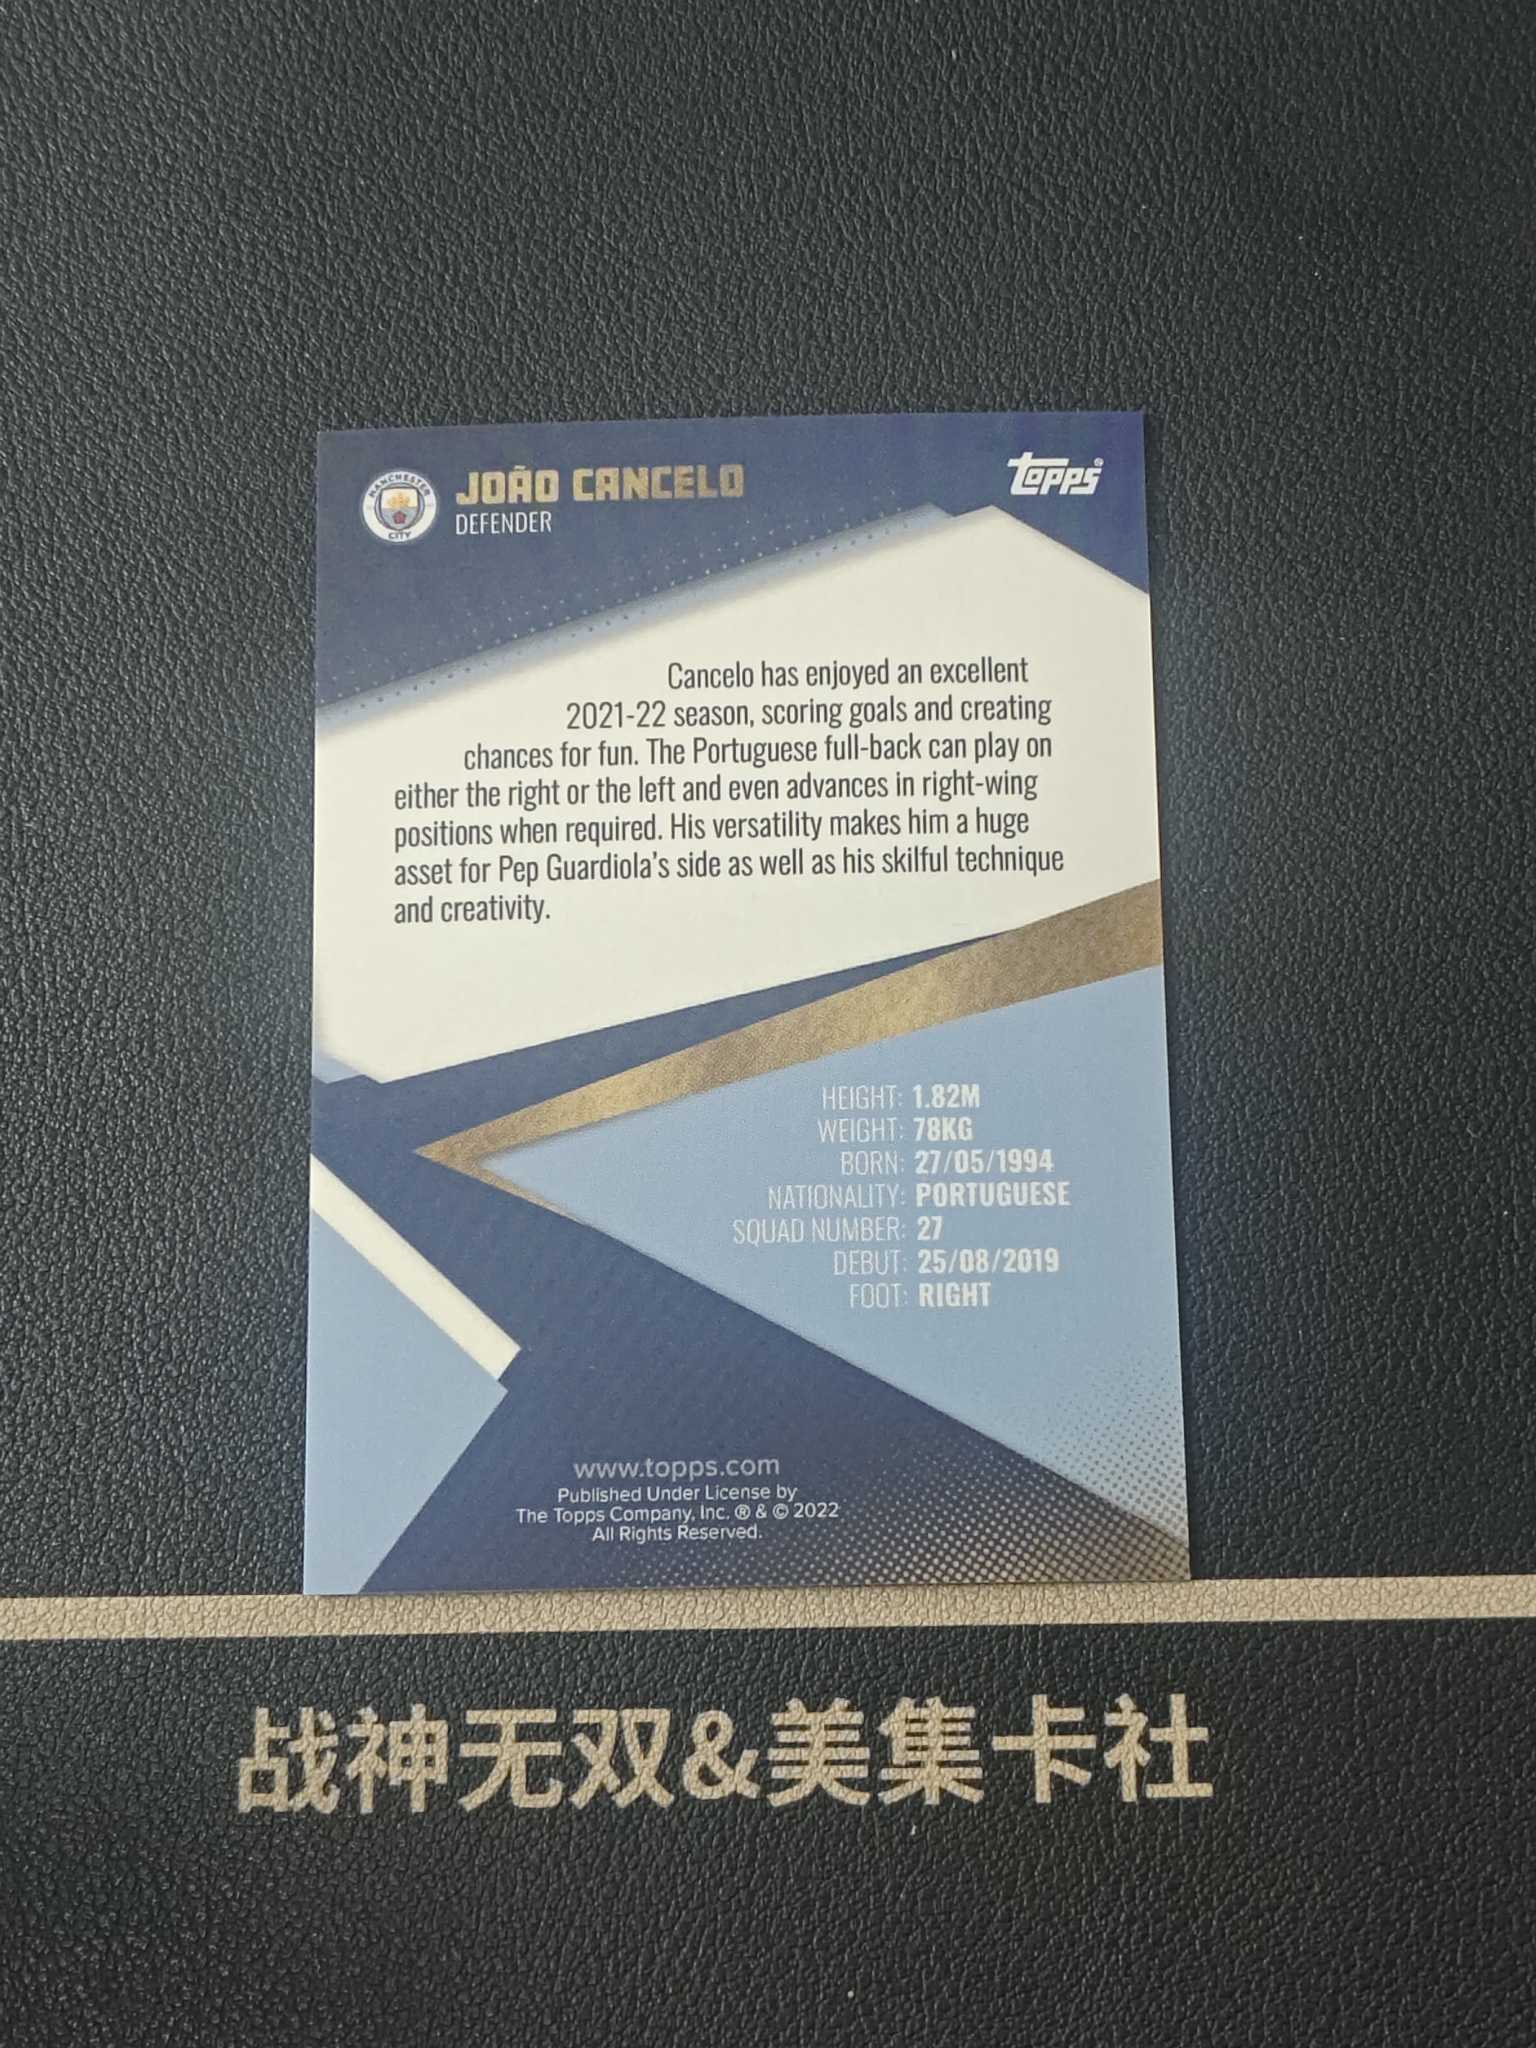 MANCHESTER
CITY
JOÃO CANCELO
DEFENDER
topps®
Cancelo has enjoyed an excellent
2021-22 season, scoring goals and creating
chances for fun. The Portuguese full-back can play on
either the right or the left and even advances in right-wing
positions when required. His versatility makes him a huge
asset for Pep Guardiola's side as well as his skilful technique
and creativity.
HEIGHT: 1.82M
WEIGHT: 78KG
BORN: 27/05/1994
NATIONALITY: PORTUGUESE
SQUAD NUMBER: 27
DEBUT: 25/08/2019
FOOT: RIGHT
www.topps.com
Published Under License by
The Topps Company, Inc. ® & © 2022
All Rights Reserved.
战神无双&美集卡社